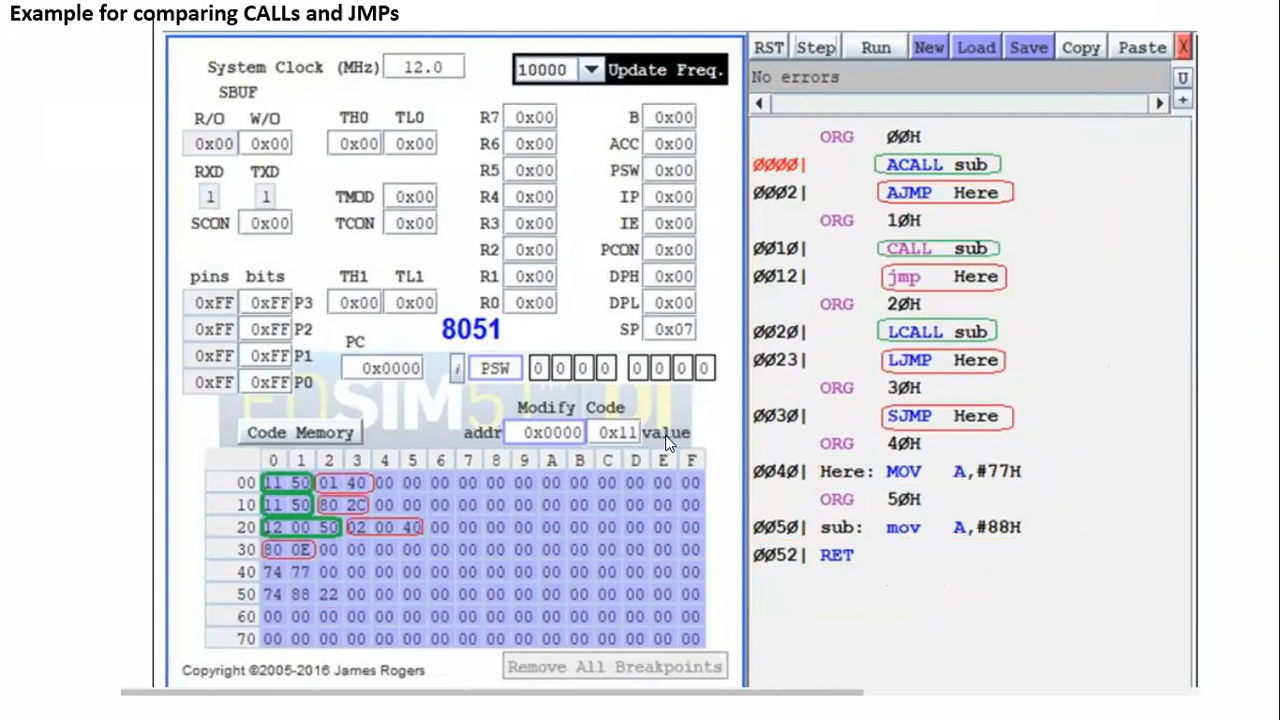 Example for comparing CALLs and JMPs
System Clock (MHz) 12.0
10000 Update Freq.
SBUF
R/O W/O TH0 TL0 R7 0x00 B 0x00
0x00 0x00 0x00 0x00 R6 0x00 ACC 0x00
RXD TXD R5 0x00 PSW 0x00
1 1 TMOD 0x00 R4 0x00 IP 0x00
SCON 0x00 TCON 0x00 R3 0x00 IE 0x00
R2 0x00 PCON 0x00
pins bits TH1 TL1 R1 0x00 DPH 0x00
0xFF 0xFF P3 0x00 0x00 R0 0x00 DPL 0x00
0xFF 0xFF P2 8051 SP 0x07
0xFF 0xFF P1 PC
0xFF 0xFF P0 0x0000 i PSW 0 0 0 0 0 0 0 0
Modify Code
Code Memory addr 0x0000 0x11 value
0 1 2 3 4 5 6 7 8 9 A B C D E F
00 11 50 01 40 00 00 00 00 00 00 00 00 00 00 00 00
10 11 50 80 2C 00 00 00 00 00 00 00 00 00 00 00 00
20 12 00 50 02 00 40 00 00 00 00 00 00 00 00 00 00
30 80 0E 00 00 00 00 00 00 00 00 00 00 00 00 00 00
40 74 77 00 00 00 00 00 00 00 00 00 00 00 00 00 00
50 74 88 22 00 00 00 00 00 00 00 00 00 00 00 00 00
60 00 00 00 00 00 00 00 00 00 00 00 00 00 00 00 00
70 00 00 00 00 00 00 00 00 00 00 00 00 00 00 00 00
Copyright ©2005-2016 James Rogers Remove All Breakpoints
RST Step Run New Load Save Copy Paste X
No errors U
+
ORG 00H
0000| ACALL sub
0002| AJMP Here
ORG 10H
0010| CALL sub
0012| jmp Here
ORG 20H
0020| LCALL sub
0023| LJMP Here
ORG 30H
0030| SJMP Here
ORG 40H
0040| Here: MOV A,#77H
ORG 50H
0050| sub: mov A,#88H
0052| RET